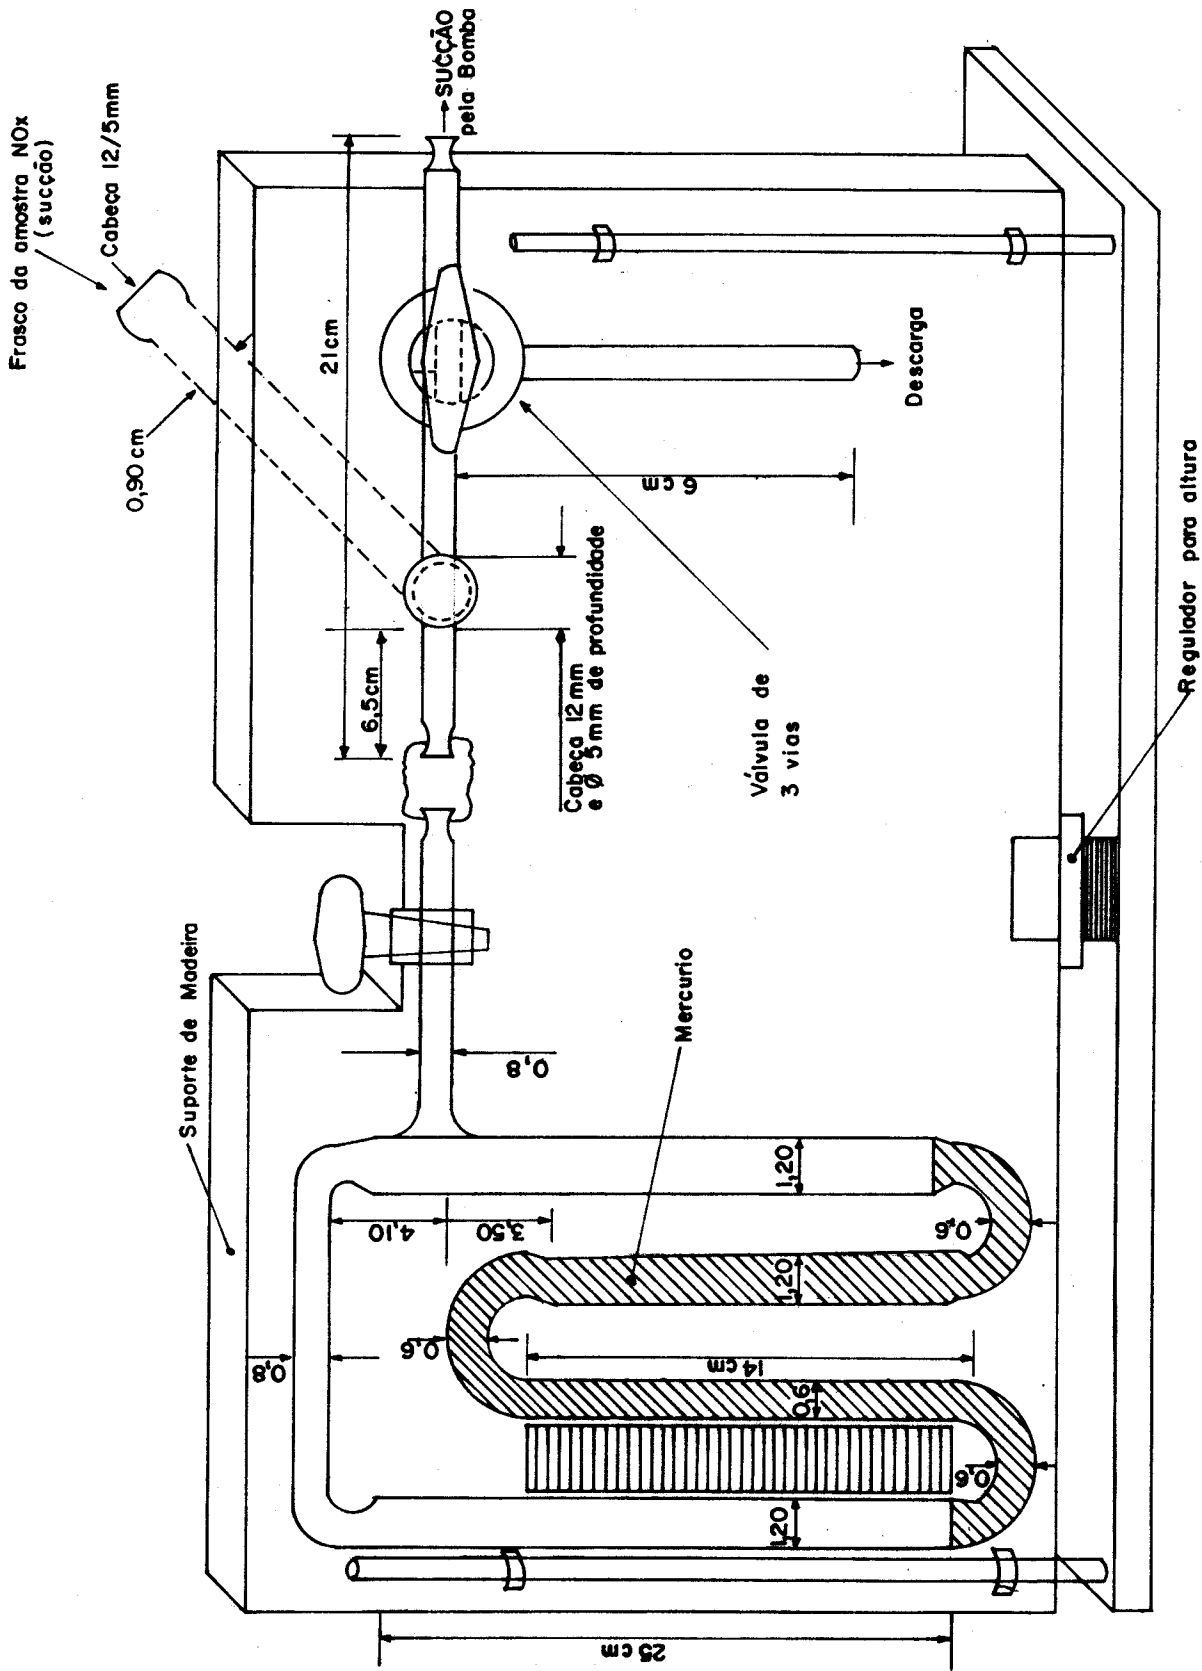 Frasco da amostra NOx
(sucção)
Cabeça 12/5mm
0,90 cm
SUCÇÃO
pela Bomba
21cm
6,5cm
Cabeça 12mm
e Ø 5mm de profundidade
9 cm
Descarga
Válvula de
3 vias
Suporte de Madeira
0,8
Mercurio
Regulador para altura
0,8
4,10
3,50
1,20
0,6
0,6
1,20
14 cm
0,6
0,6
1,20
25 cm